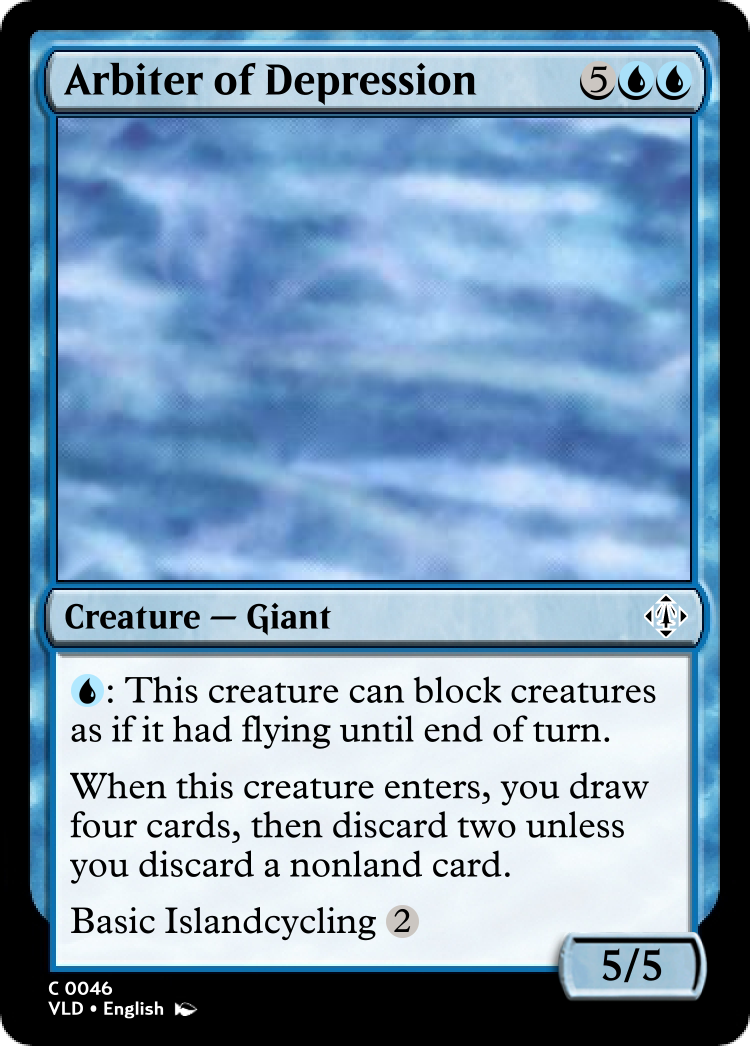 Arbiter of Depression 5
Creature — Giant
: This creature can block creatures
as if it had flying until end of turn.
When this creature enters, you draw
four cards, then discard two unless
you discard a nonland card.
Basic Islandcycling 2
5/5
C 0046
VLD • English